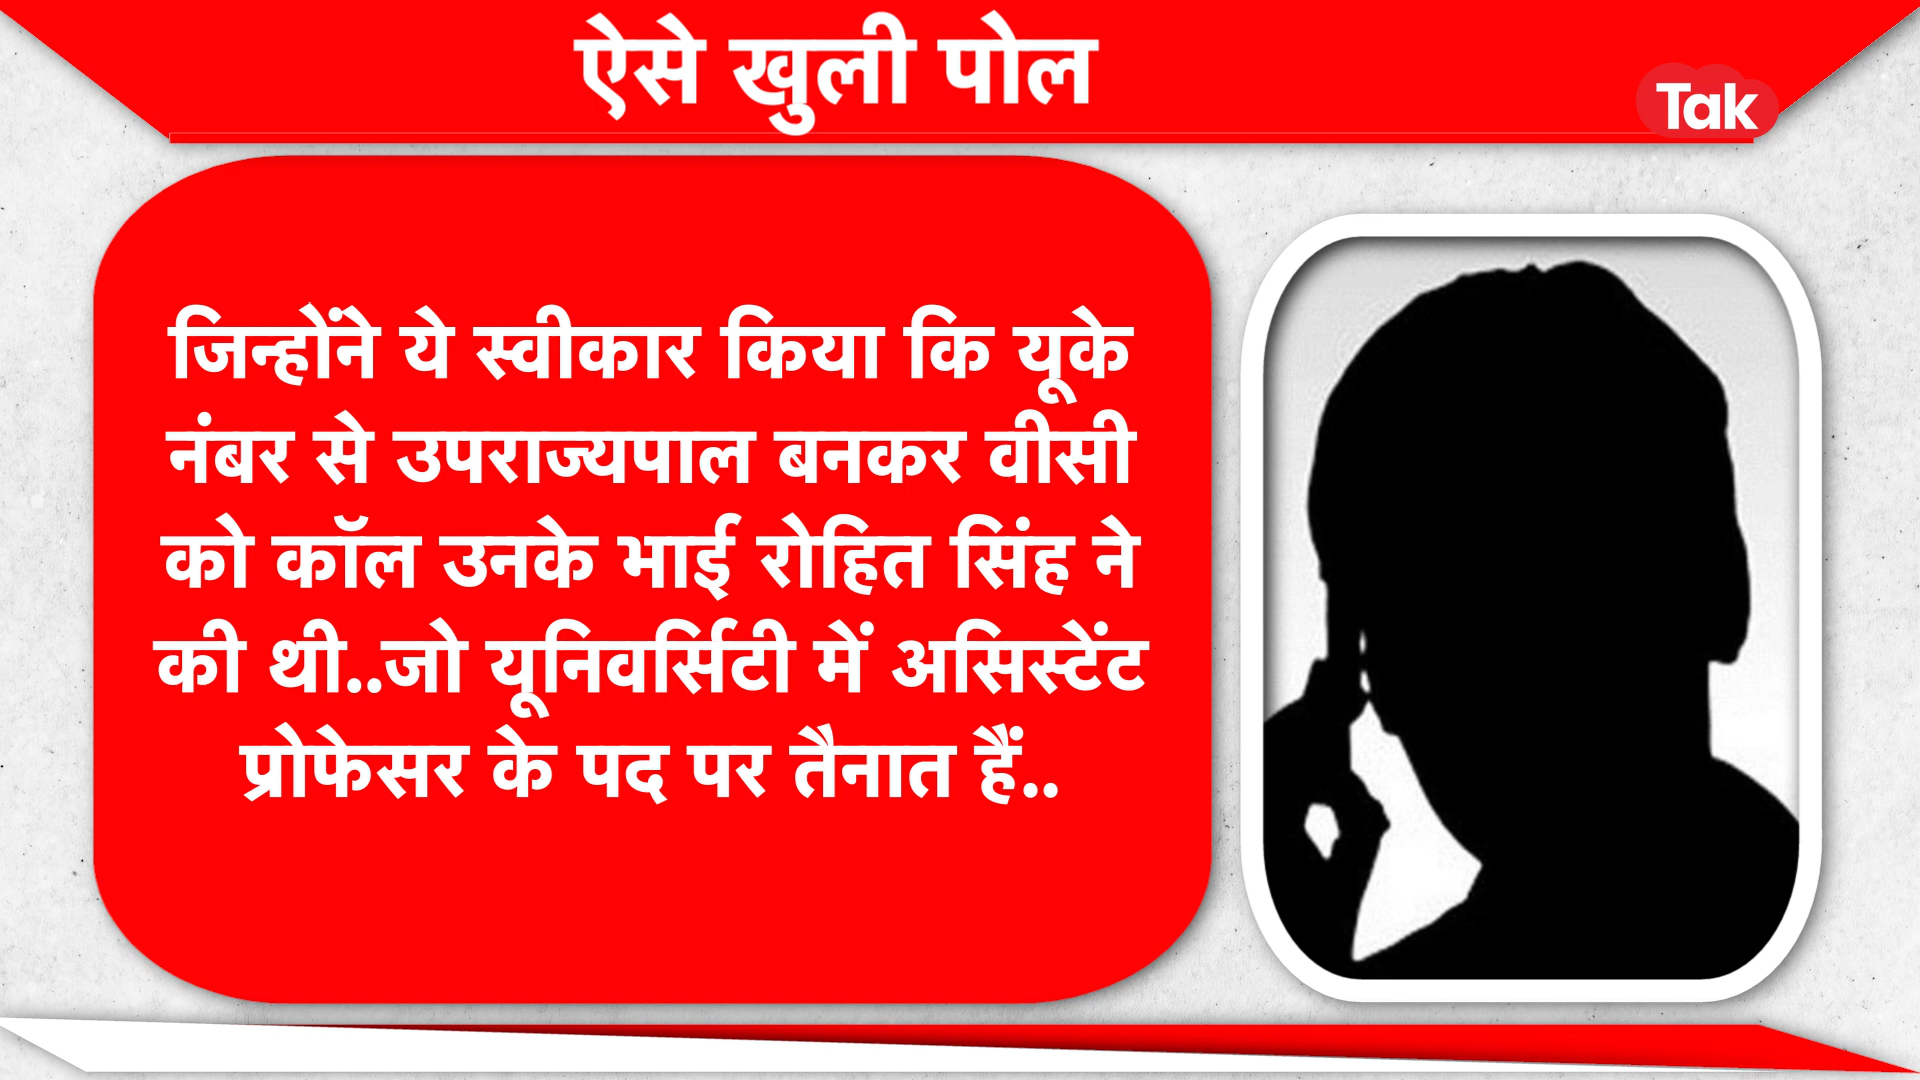 ऐसे खुली पोल
Tak
जिन्होंने ये स्वीकार किया कि यूके
नंबर से उपराज्यपाल बनकर वीसी
को कॉल उनके भाई रोहित सिंह ने
की थी..जो यूनिवर्सिटी में असिस्टेंट
प्रोफेसर के पद पर तैनात हैं..